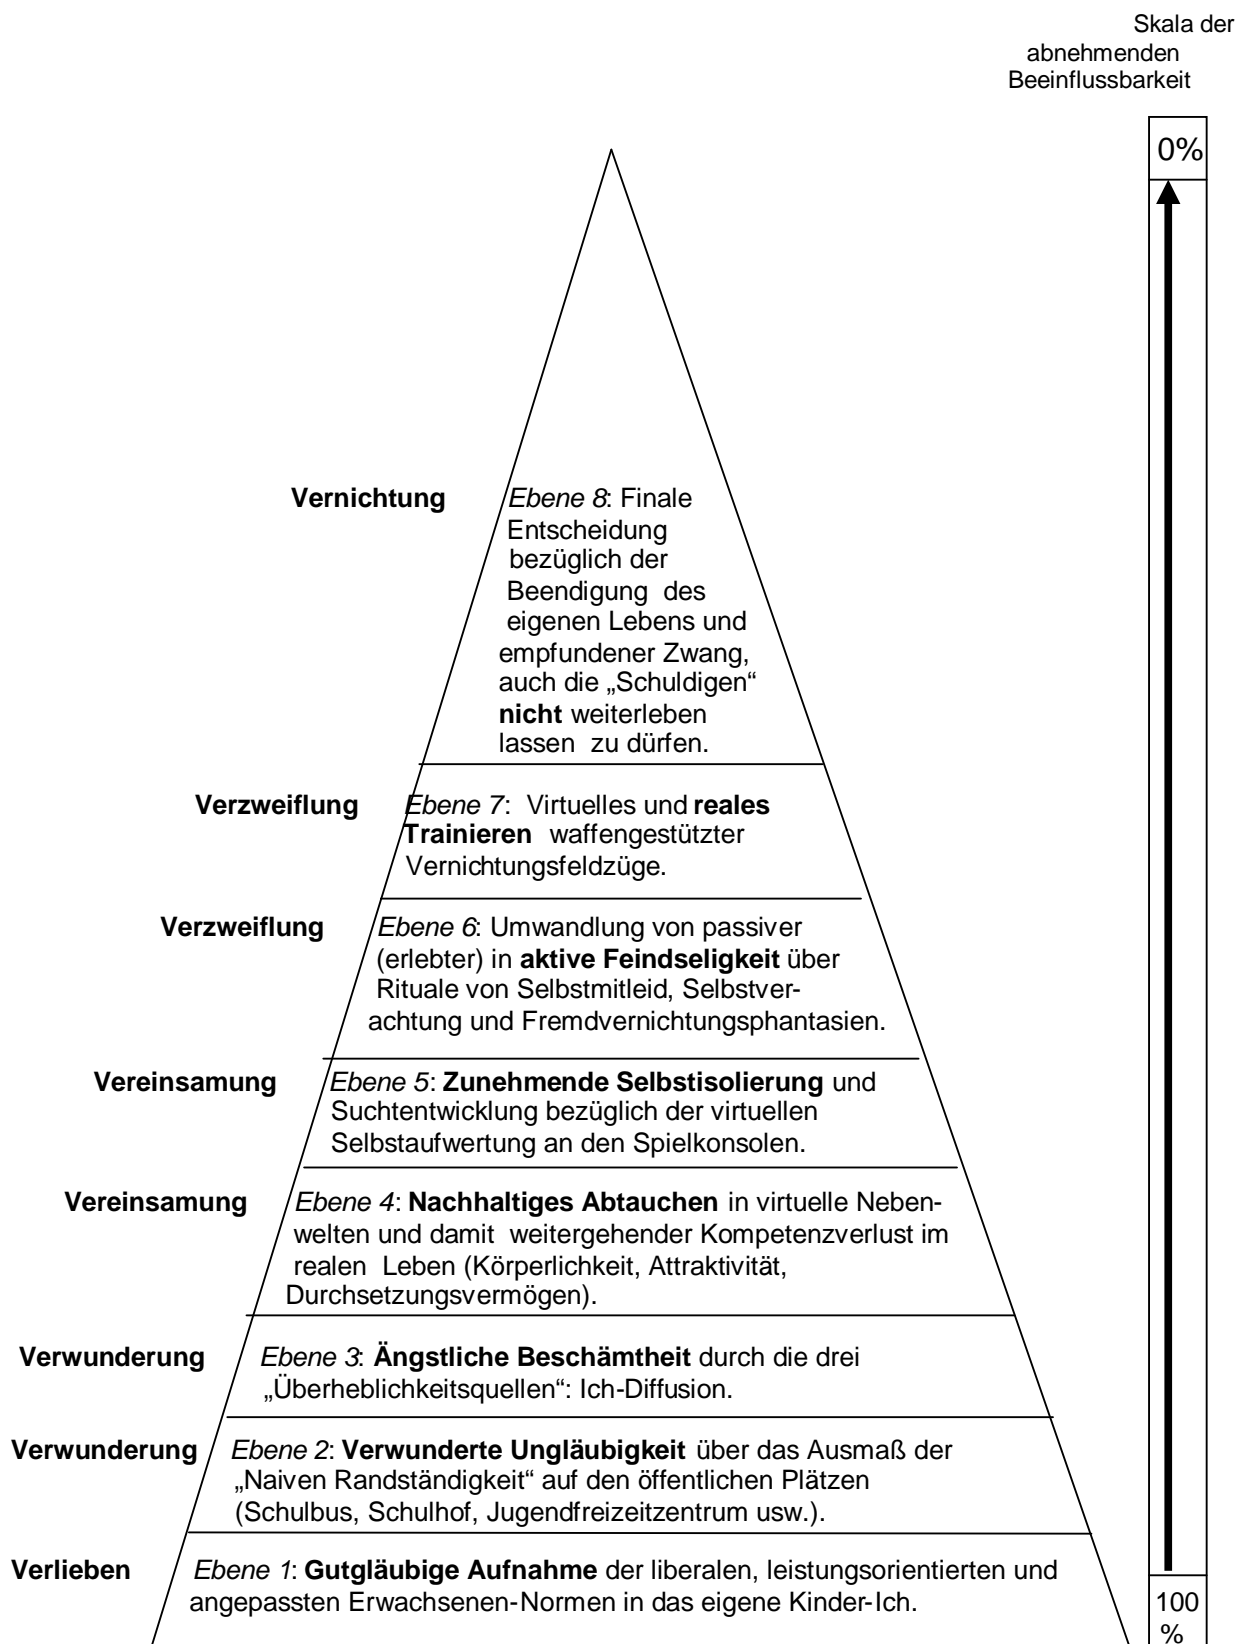 Skala der
abnehmenden
Beeinflussbarkeit
0%
Vernichtung
Ebene 8: Finale
Entscheidung
bezüglich der
Beendigung des
eigenen Lebens und
empfundener Zwang,
auch die „Schuldigen“
nicht weiterleben
lassen zu dürfen.
Verzweiflung
Ebene 7: Virtuelles und reales
Trainieren waffengestützter
Vernichtungsfeldzüge.
Verzweiflung
Ebene 6: Umwandlung von passiver
(erlebter) in aktive Feindseligkeit über
Rituale von Selbstmitleid, Selbstver-
achtung und Fremdvernichtungsphantasien.
Vereinsamung
Ebene 5: Zunehmende Selbstisolierung und
Suchtentwicklung bezüglich der virtuellen
Selbstaufwertung an den Spielkonsolen.
Vereinsamung
Ebene 4: Nachhaltiges Abtauchen in virtuelle Neben-
welten und damit weitergehender Kompetenzverlust im
realen Leben (Körperlichkeit, Attraktivität,
Durchsetzungsvermögen).
Verwunderung
Ebene 3: Ängstliche Beschämtheit durch die drei
„Überheblichkeitsquellen“: Ich-Diffusion.
Verwunderung
Ebene 2: Verwunderte Ungläubigkeit über das Ausmaß der
„Naiven Randständigkeit“ auf den öffentlichen Plätzen
(Schulbus, Schulhof, Jugendfreizeitzentrum usw.).
Verlieben
Ebene 1: Gutgläubige Aufnahme der liberalen, leistungsorientierten und
angepassten Erwachsenen-Normen in das eigene Kinder-Ich.
100
%